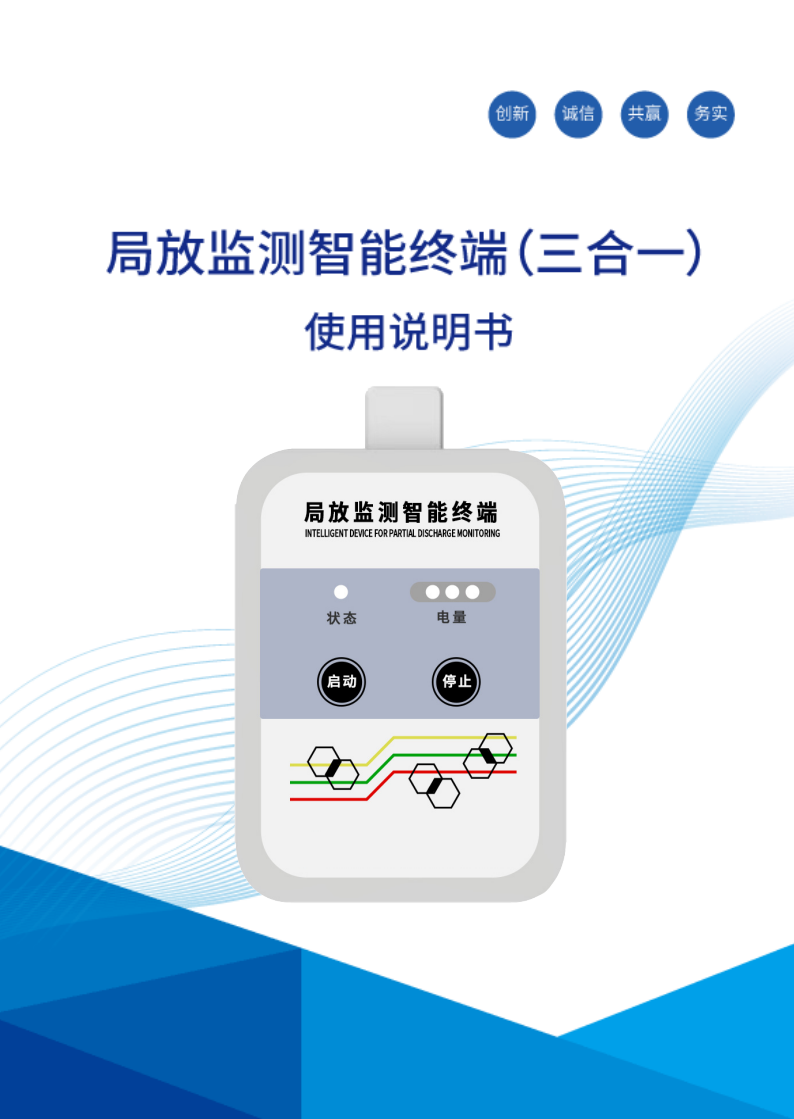 创新 诚信 共赢 务实
局放监测智能终端(三合一)
使用说明书
局放监测智能终端
INTELLIGENT DEVICE FOR PARTIAL DISCHARGE MONITORING
状态 电量
启动 停止